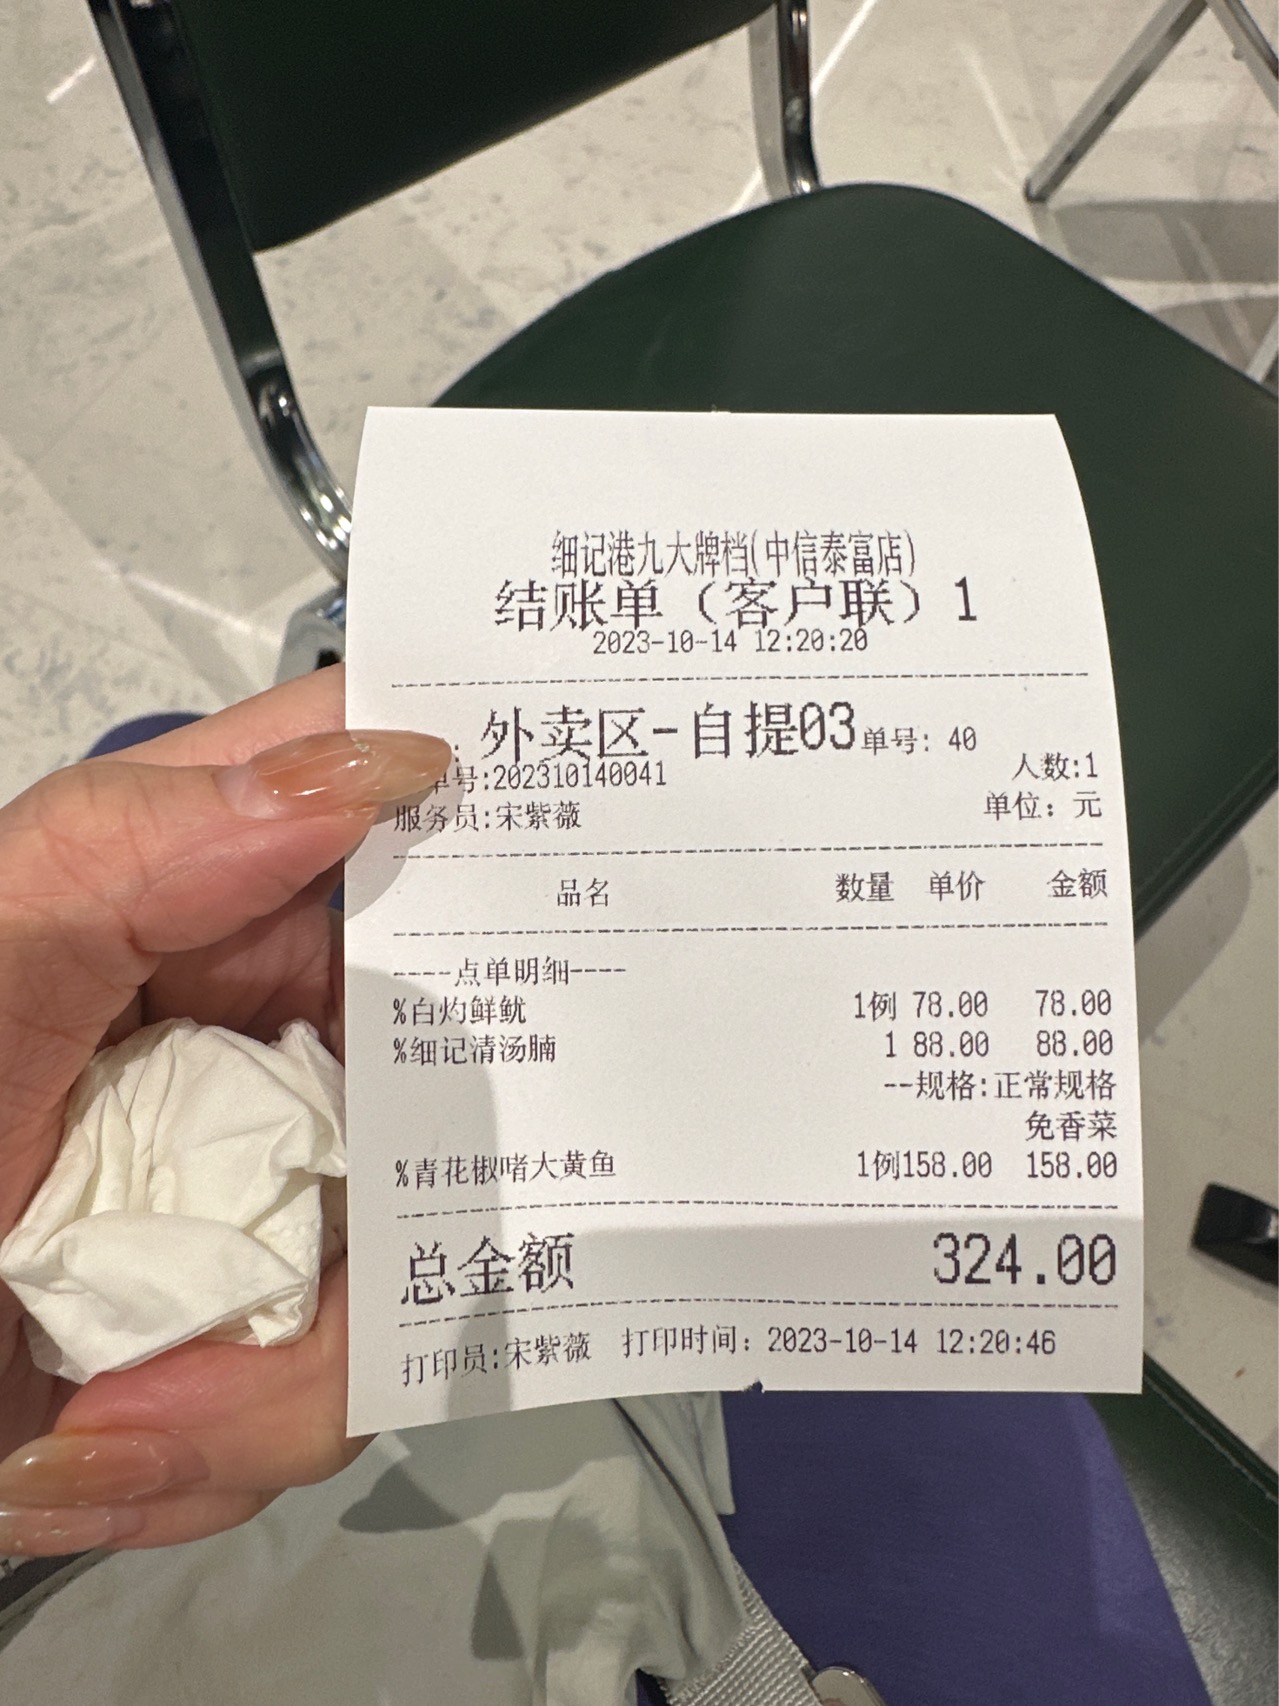 细记港九大牌档(中信泰富店)
结账单（客户联）1
2023-10-14 12:20:20
: 外卖区-自提03 单号: 40
单号:202310140041 人数:1
服务员:宋紫薇 单位: 元
品名 数量 单价 金额
----点单明细----
%白灼鲜鱿 1例 78.00 78.00
%细记清汤腩 1 88.00 88.00
--规格:正常规格
免香菜
%青花椒啫大黄鱼 1例158.00 158.00
总金额 324.00
打印员:宋紫薇 打印时间: 2023-10-14 12:20:46